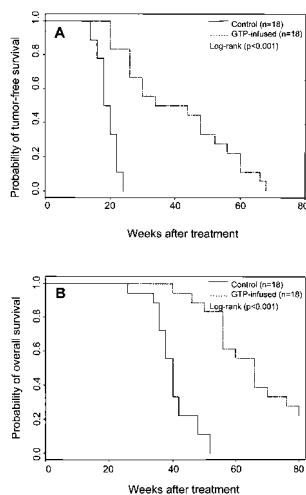 A
Control (n=18)
GTP-infused (n=18)
Log-rank (p<0.001)
Probability of tumor-free survival
1.0
0.8
0.6
0.4
0.2
0.0
0 20 40 60 80
Weeks after treatment
B
Control (n=18)
GTP-infused (n=18)
Log-rank (p<0.001)
Probability of overall survival
1.0
0.8
0.6
0.4
0.2
0.0
0 20 40 60 80
Weeks after treatment